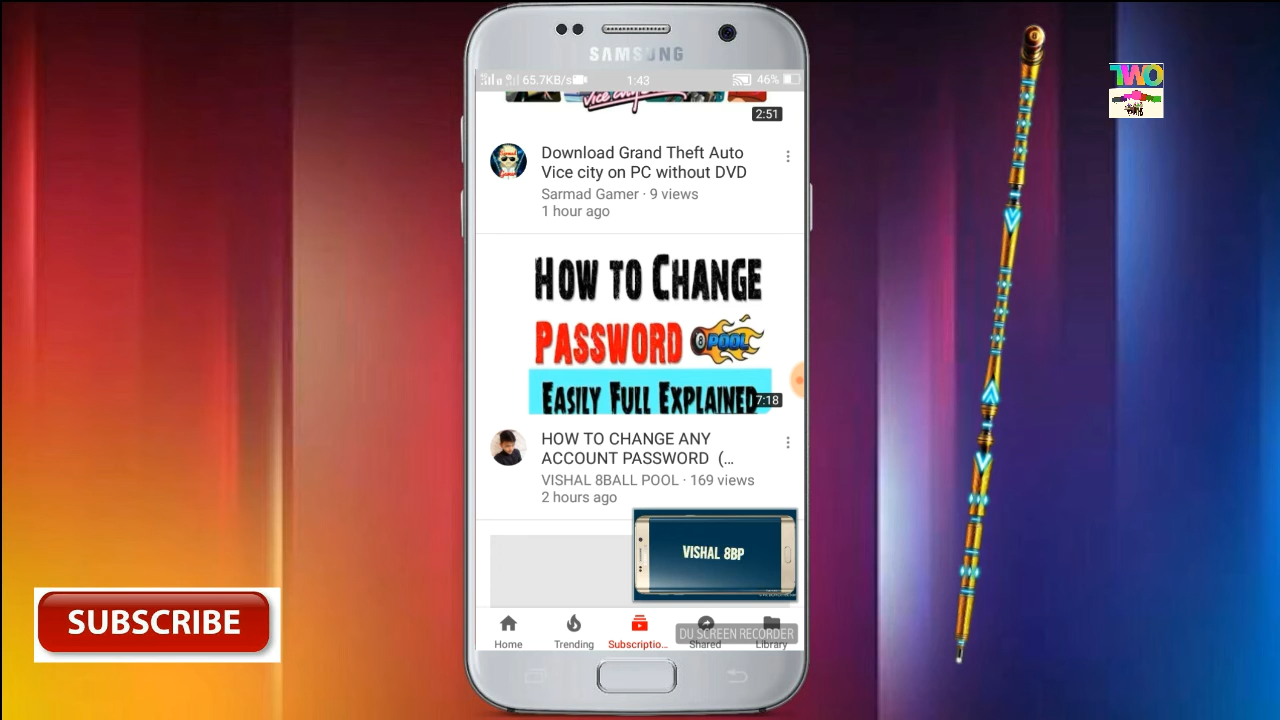 SAMSUNG
65.7KB/s
1:43
46%
TWO
vice city
2:51
Download Grand Theft Auto
Vice city on PC without DVD
Sarmad Gamer · 9 views
1 hour ago
HOW TO CHANGE
PASSWORD
8
POOL
EASILY FULL EXPLAINED
7:18
HOW TO CHANGE ANY
ACCOUNT PASSWORD (...
VISHAL 8BALL POOL · 169 views
2 hours ago
VISHAL 8BP
SUBSCRIBE
Home
Trending
Subscriptio...
Shared
Library
DU SCREEN RECORDER